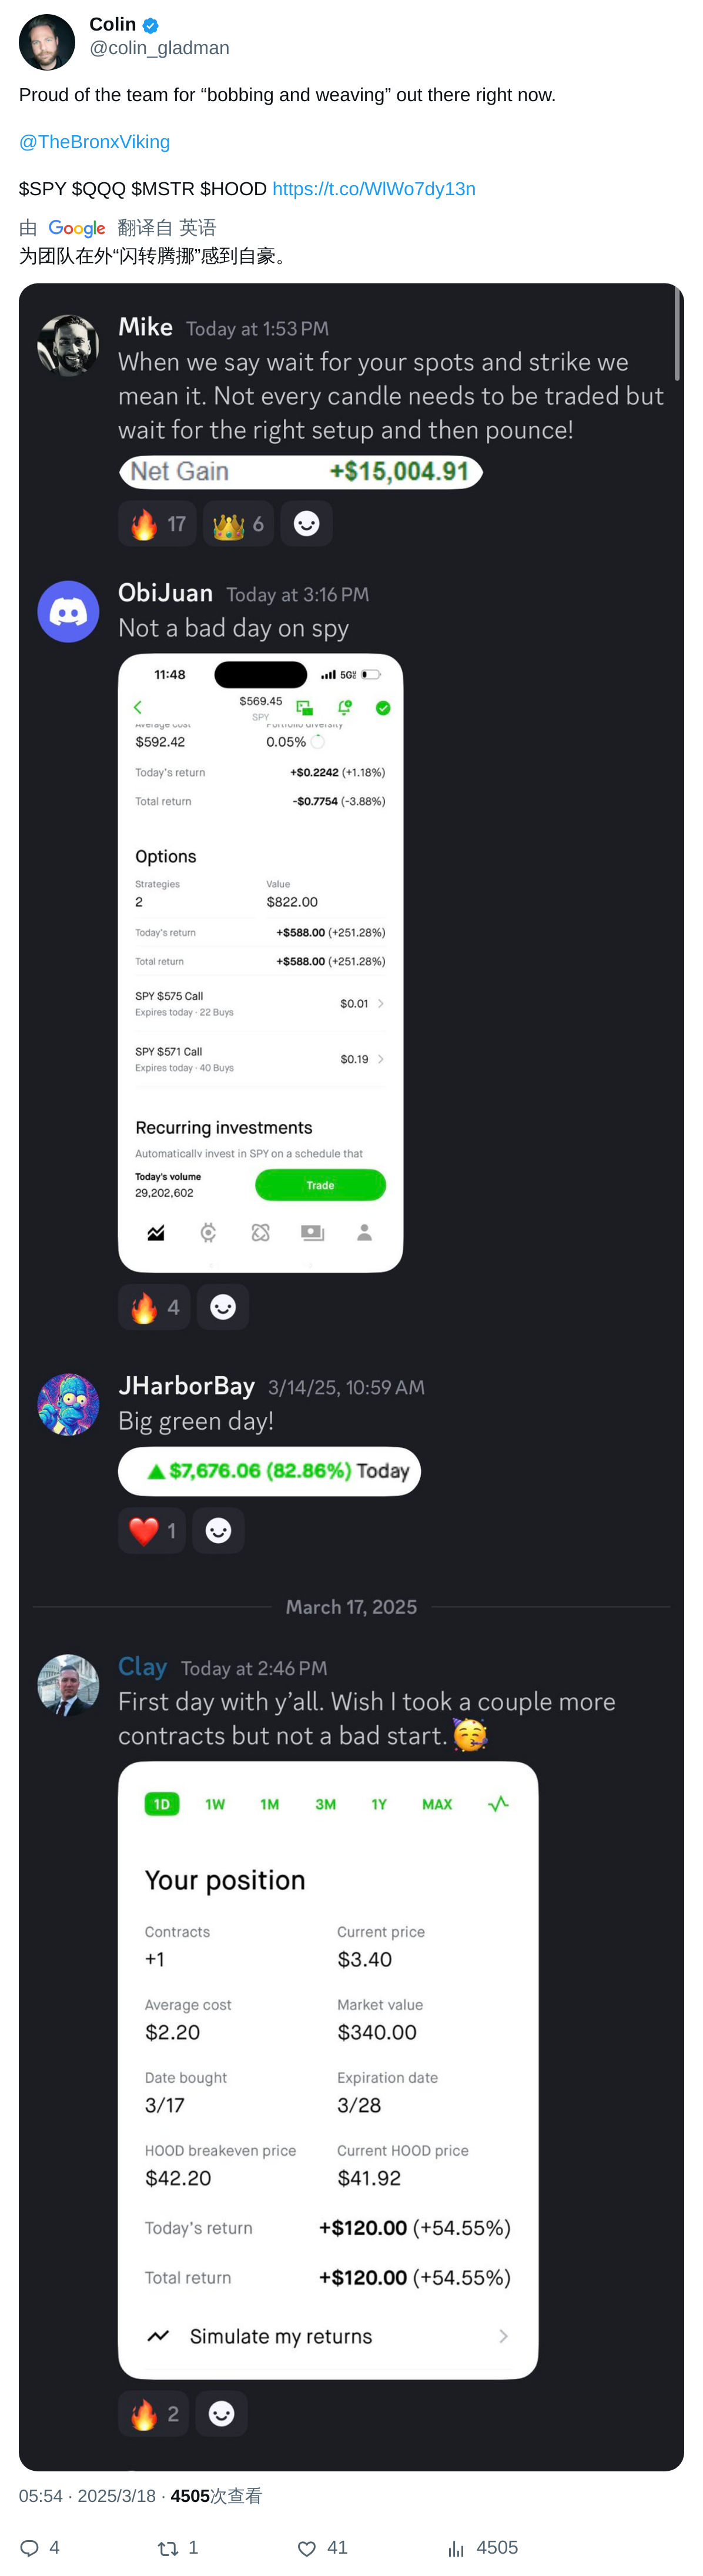 Colin
@colin_gladman
Proud of the team for “bobbing and weaving” out there right now.
@TheBronxViking
$SPY $QQQ $MSTR $HOOD https://t.co/WlWo7dy13n
由 Google 翻译自 英语
为团队在外“闪转腾挪”感到自豪。
Mike Today at 1:53 PM
When we say wait for your spots and strike we
mean it. Not every candle needs to be traded but
wait for the right setup and then pounce!
Net Gain +$15,004.91
17 6
ObiJuan Today at 3:16 PM
Not a bad day on spy
11:48 5G
$569.45
SPY
Average cost Portfolio diversity
$592.42 0.05%
Today's return +$0.2242 (+1.18%)
Total return -$0.7754 (-3.88%)
Options
Strategies Value
2 $822.00
Today's return +$588.00 (+251.28%)
Total return +$588.00 (+251.28%)
SPY $575 Call
$0.01
Expires today · 22 Buys
SPY $571 Call
$0.19
Expires today · 40 Buys
Recurring investments
Automatically invest in SPY on a schedule that
Today's volume
29,202,602
Trade
4
JHarborBay 3/14/25, 10:59 AM
Big green day!
▲ $7,676.06 (82.86%) Today
1
March 17, 2025
Clay Today at 2:46 PM
First day with y’all. Wish I took a couple more
contracts but not a bad start. 🥳
1D 1W 1M 3M 1Y MAX
Your position
Contracts Current price
+1 $3.40
Average cost Market value
$2.20 $340.00
Date bought Expiration date
3/17 3/28
HOOD breakeven price Current HOOD price
$42.20 $41.92
Today's return +$120.00 (+54.55%)
Total return +$120.00 (+54.55%)
Simulate my returns
2
05:54 · 2025/3/18 · 4505次查看
4 1 41 4505